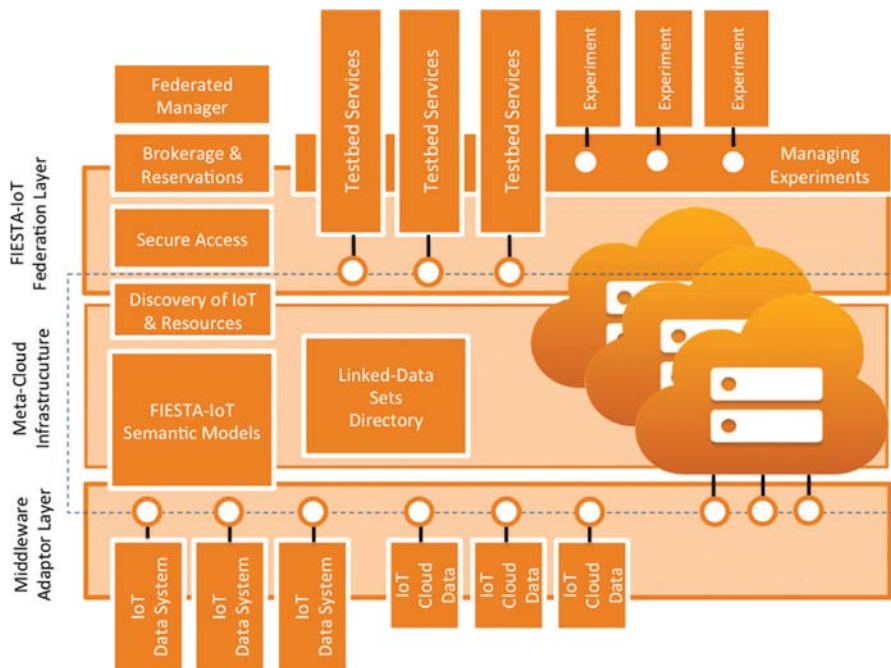 Federated
Manager
Brokerage &
Reservations
Secure Access
Discovery of IoT
& Resources
FIESTA-IoT
Semantic Models
Testbed Services
Testbed Services
Testbed Services
Experiment
Experiment
Experiment
Managing
Experiments
Linked-Data
Sets
Directory
FIESTA-IoT
Federation Layer
Meta-Cloud
Infrastrucuture
Middleware
Adaptor Layer
IoT
Data System
IoT
Data System
IoT
Data System
IoT
Cloud
Data
IoT
Cloud
Data
IoT
Cloud
Data